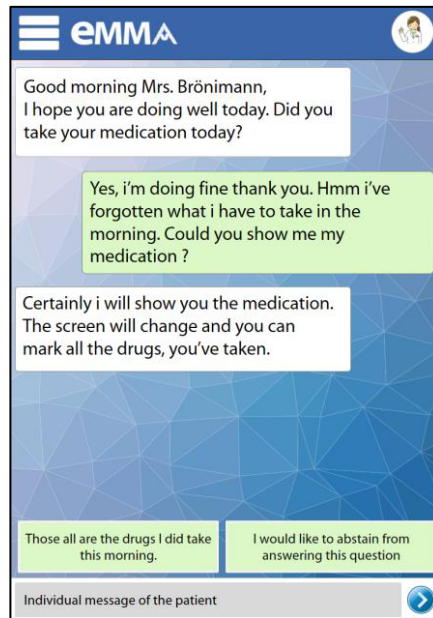 eMMA
Good morning Mrs. Brönimann,
I hope you are doing well today. Did you
take your medication today?
Yes, i'm doing fine thank you. Hmm i've
forgotten what i have to take in the
morning. Could you show me my
medication ?
Certainly i will show you the medication.
The screen will change and you can
mark all the drugs, you've taken.
Those all are the drugs I did take
this morning.
I would like to abstain from
answering this question
Individual message of the patient